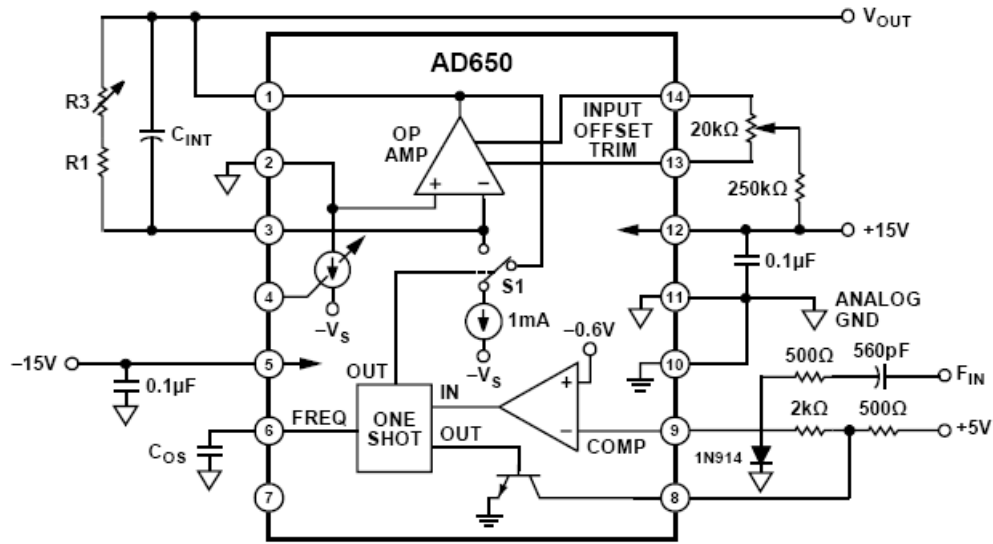 V_OUT
AD650
R3
C_INT
R1
1
2
3
4
5
6
7
OP
AMP
+ −
INPUT
OFFSET
TRIM
14
13
12
11
10
9
8
20kΩ
250kΩ
+15V
0.1µF
ANALOG
GND
S1
1mA
−V_S
−V_S
−0.6V
−15V
0.1µF
OUT
FREQ
ONE
SHOT
IN
OUT
+
−
COMP
C_OS
500Ω
560pF
F_IN
2kΩ
500Ω
+5V
1N914